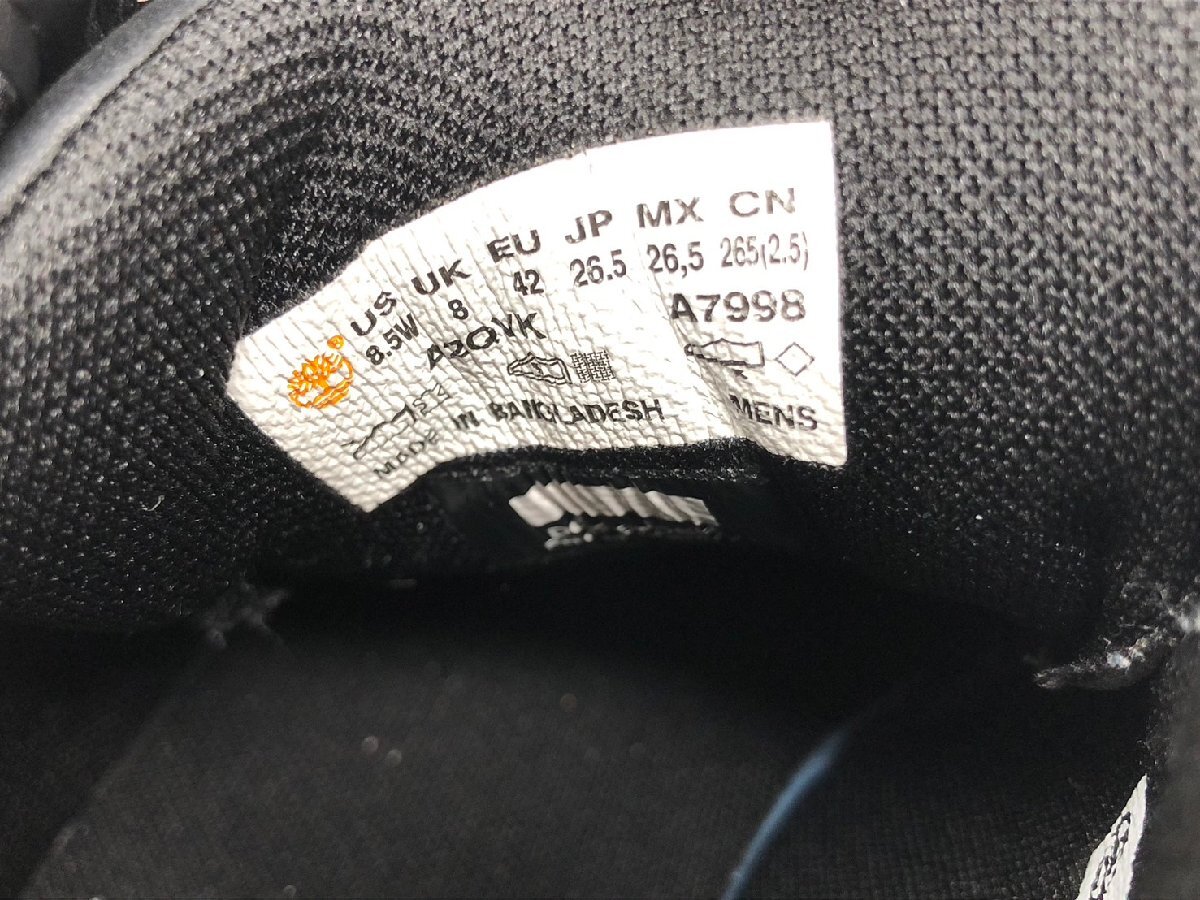 US UK EU JP MX CN
8.5W 8 42 26.5 26,5 265(2.5)
A2QYK A7998
MADE IN BANGLADESH MENS